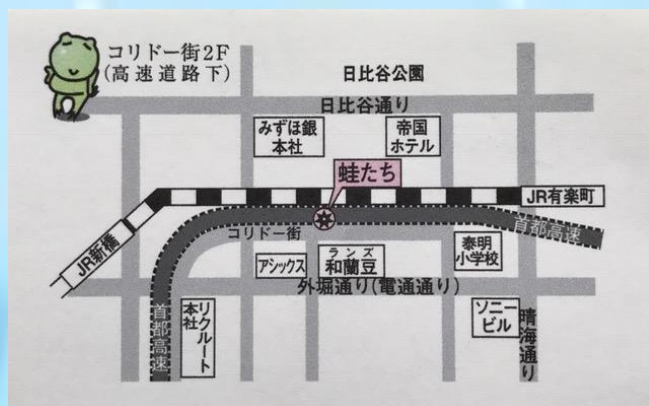 コリドー街2F
(高速道路下)
日比谷公園
日比谷通り
みずほ銀
本社
帝国
ホテル
蛙たち
JR有楽町
首都高速
JR新橋
コリドー街
アシックス
ランズ
和蘭豆
泰明
小学校
外堀通り(電通通り)
首都高速
リクルート
本社
ソニー
ビル
晴海通り